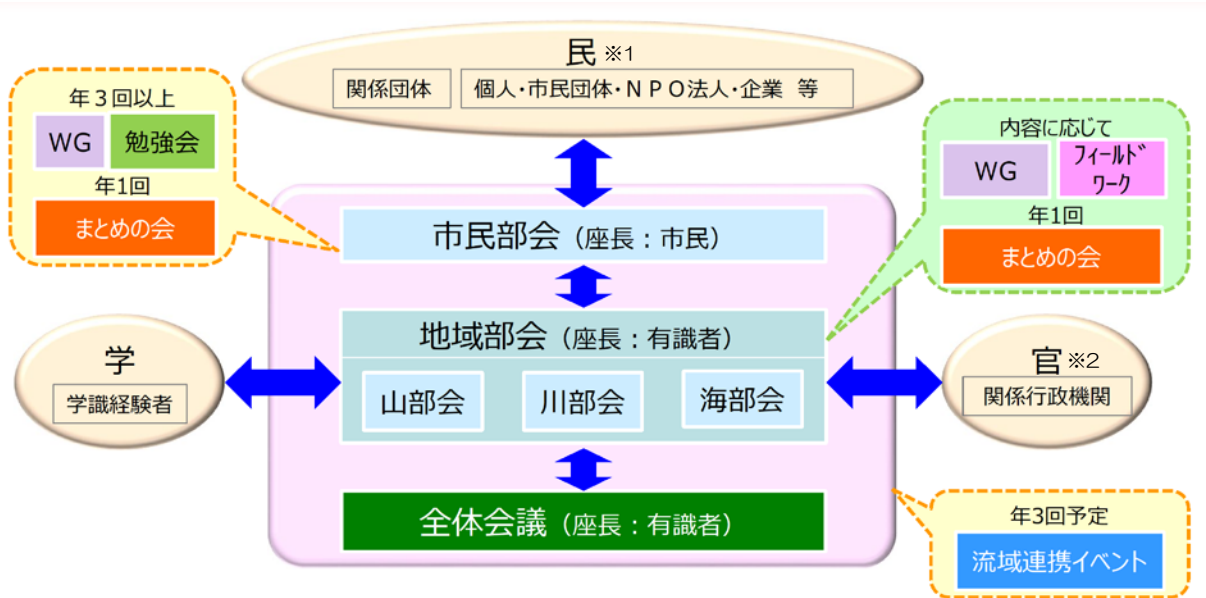 民 ※1
関係団体
個人・市民団体・ＮＰＯ法人・企業 等
年３回以上
WG
勉強会
年1回
まとめの会
内容に応じて
WG
ﾌｨｰﾙﾄﾞ
ﾜｰｸ
年1回
まとめの会
市民部会（座長：市民）
地域部会（座長：有識者）
山部会
川部会
海部会
学
学識経験者
官 ※2
関係行政機関
全体会議（座長：有識者）
年3回予定
流域連携イベント